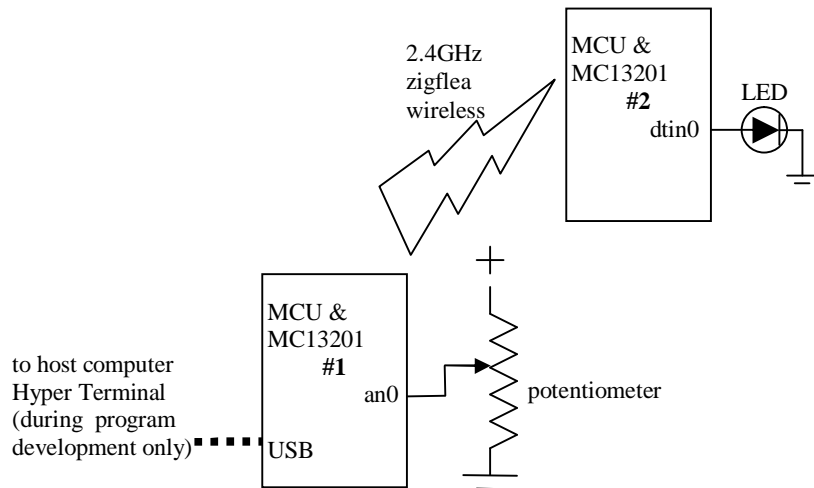 2.4GHz
zigflea
wireless
MCU &
MC13201
#2
dtin0
LED
MCU &
MC13201
#1
an0
USB
potentiometer
to host computer
Hyper Terminal
(during program
development only)